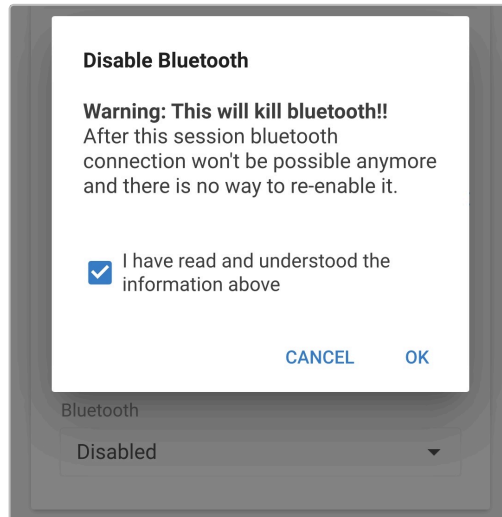 Disable Bluetooth
Warning: This will kill bluetooth!!
After this session bluetooth
connection won't be possible anymore
and there is no way to re-enable it.
I have read and understood the
information above
CANCEL OK
Bluetooth
Disabled